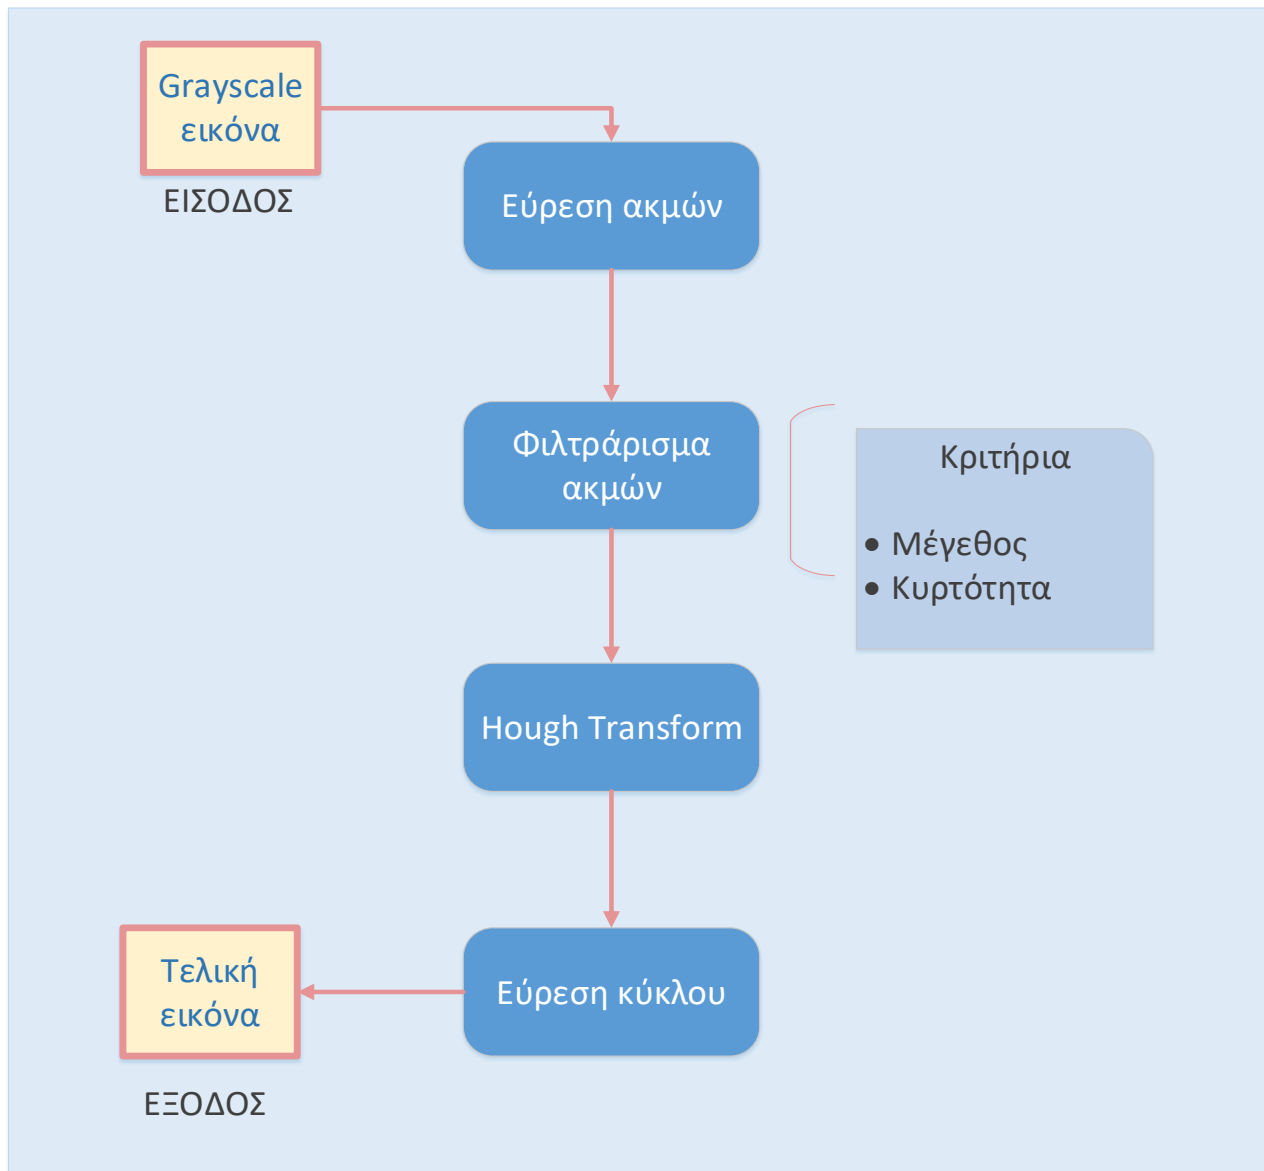 Grayscale
εικόνα
ΕΙΣΟΔΟΣ
Εύρεση ακμών
Φιλτράρισμα
ακμών
Κριτήρια
• Μέγεθος
• Κυρτότητα
Hough Transform
Εύρεση κύκλου
Τελική
εικόνα
ΕΞΟΔΟΣ